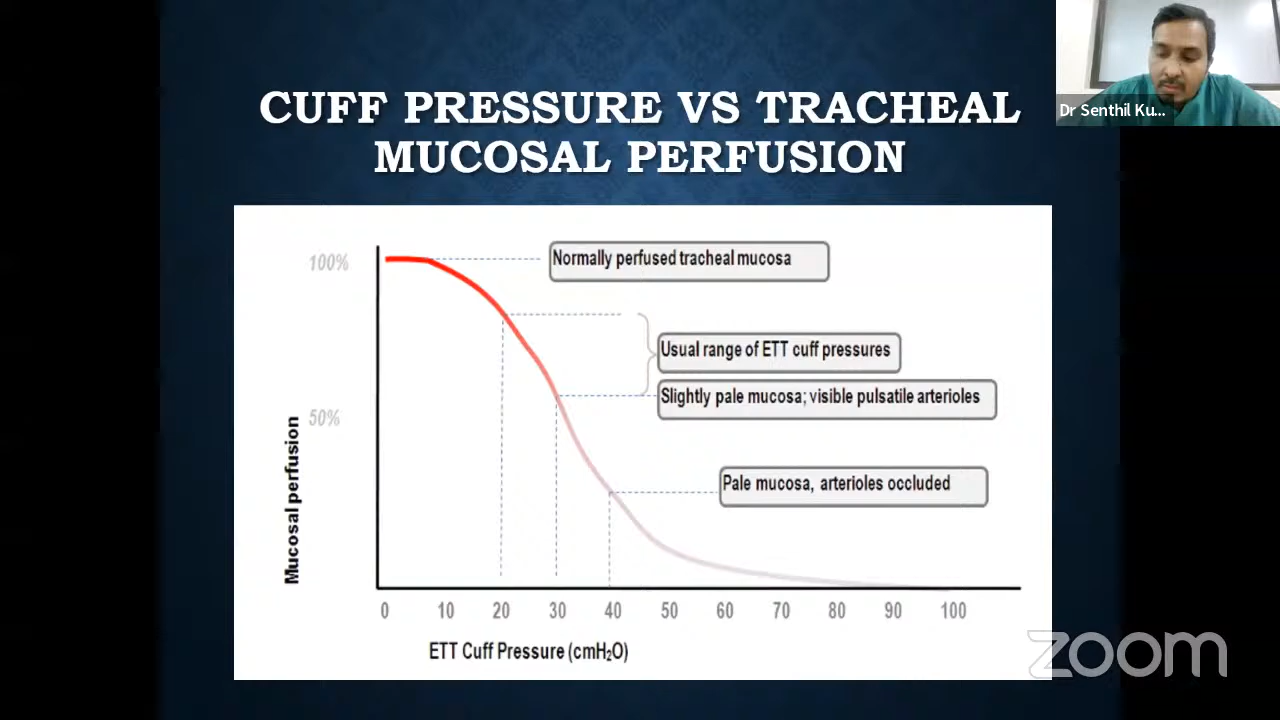 CUFF PRESSURE VS TRACHEAL
MUCOSAL PERFUSION
Dr Senthil Ku...
100%
Normally perfused tracheal mucosa
Usual range of ETT cuff pressures
Slightly pale mucosa; visible pulsatile arterioles
50%
Mucosal perfusion
Pale mucosa, arterioles occluded
0 10 20 30 40 50 60 70 80 90 100
ETT Cuff Pressure (cmH₂O)
zoom